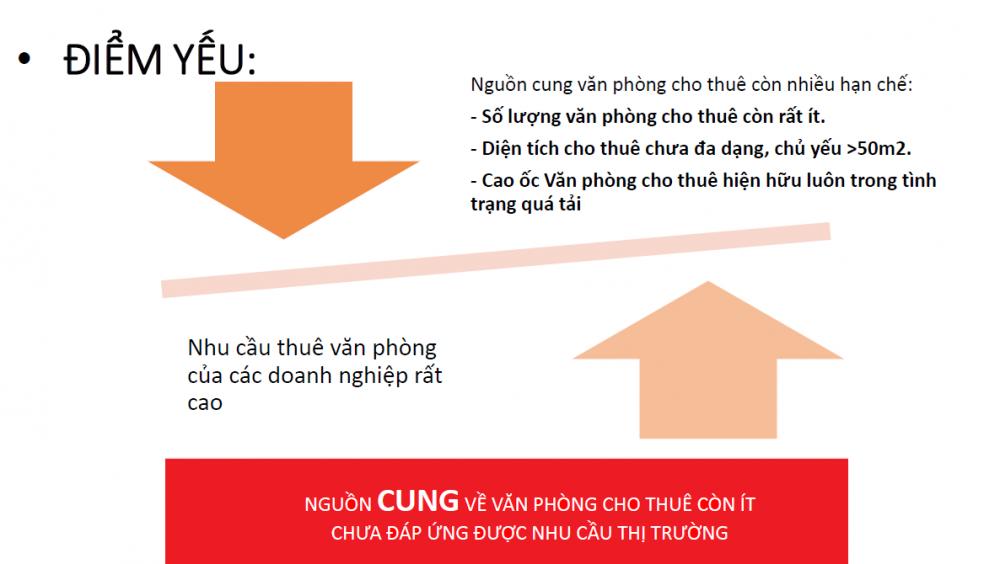 • ĐIỂM YẾU:
Nguồn cung văn phòng cho thuê còn nhiều hạn chế:
- Số lượng văn phòng cho thuê còn rất ít.
- Diện tích cho thuê chưa đa dạng, chủ yếu >50m2.
- Cao ốc Văn phòng cho thuê hiện hữu luôn trong tình
trạng quá tải
Nhu cầu thuê văn phòng
của các doanh nghiệp rất
cao
NGUỒN CUNG VỀ VĂN PHÒNG CHO THUÊ CÒN ÍT
CHƯA ĐÁP ỨNG ĐƯỢC NHU CẦU THỊ TRƯỜNG